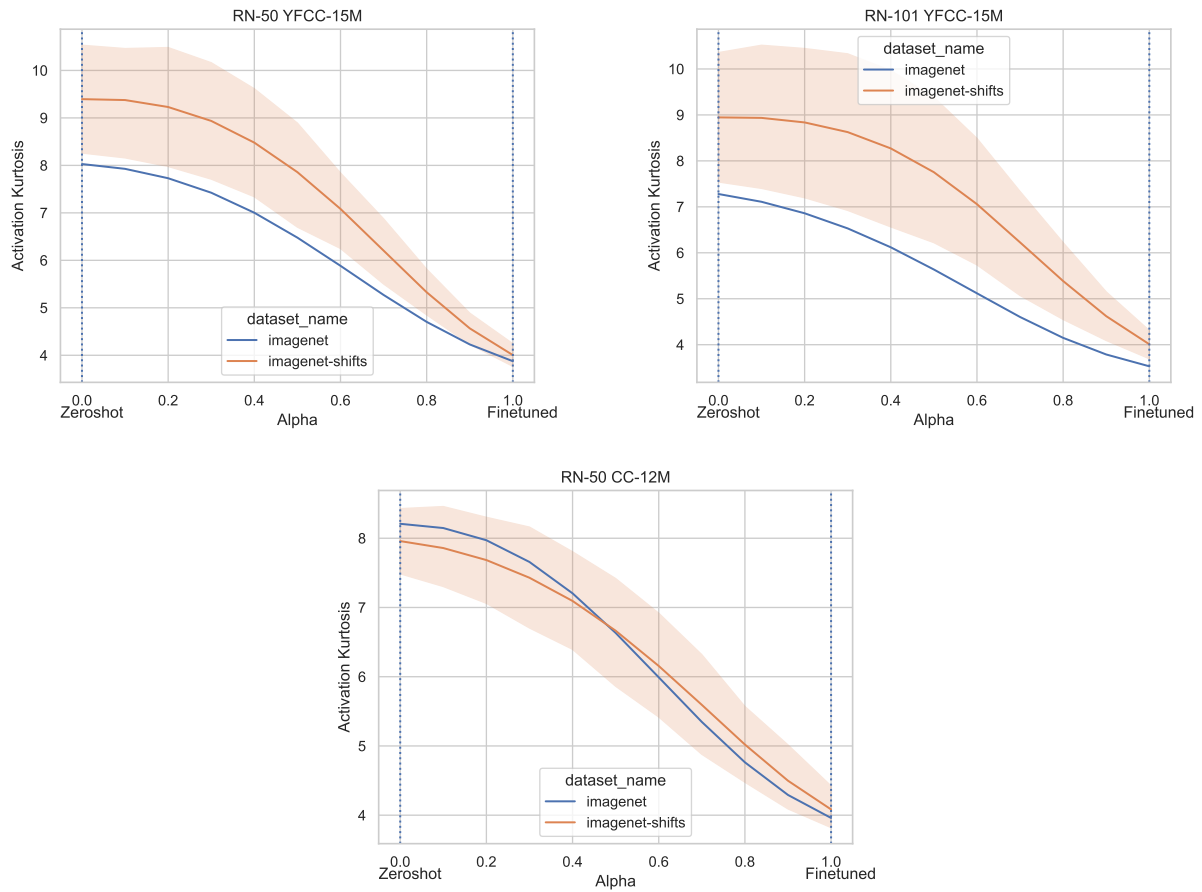 RN-50 YFCC-15M
Activation Kurtosis
10
9
8
7
6
5
4
dataset_name
imagenet
imagenet-shifts
0.0 0.2 0.4 0.6 0.8 1.0
Zeroshot Finetuned
Alpha
RN-101 YFCC-15M
Activation Kurtosis
dataset_name
imagenet
imagenet-shifts
10
9
8
7
6
5
4
0.0 0.2 0.4 0.6 0.8 1.0
Zeroshot Finetuned
Alpha
RN-50 CC-12M
Activation Kurtosis
8
7
6
5
4
dataset_name
imagenet
imagenet-shifts
0.0 0.2 0.4 0.6 0.8 1.0
Zeroshot Finetuned
Alpha